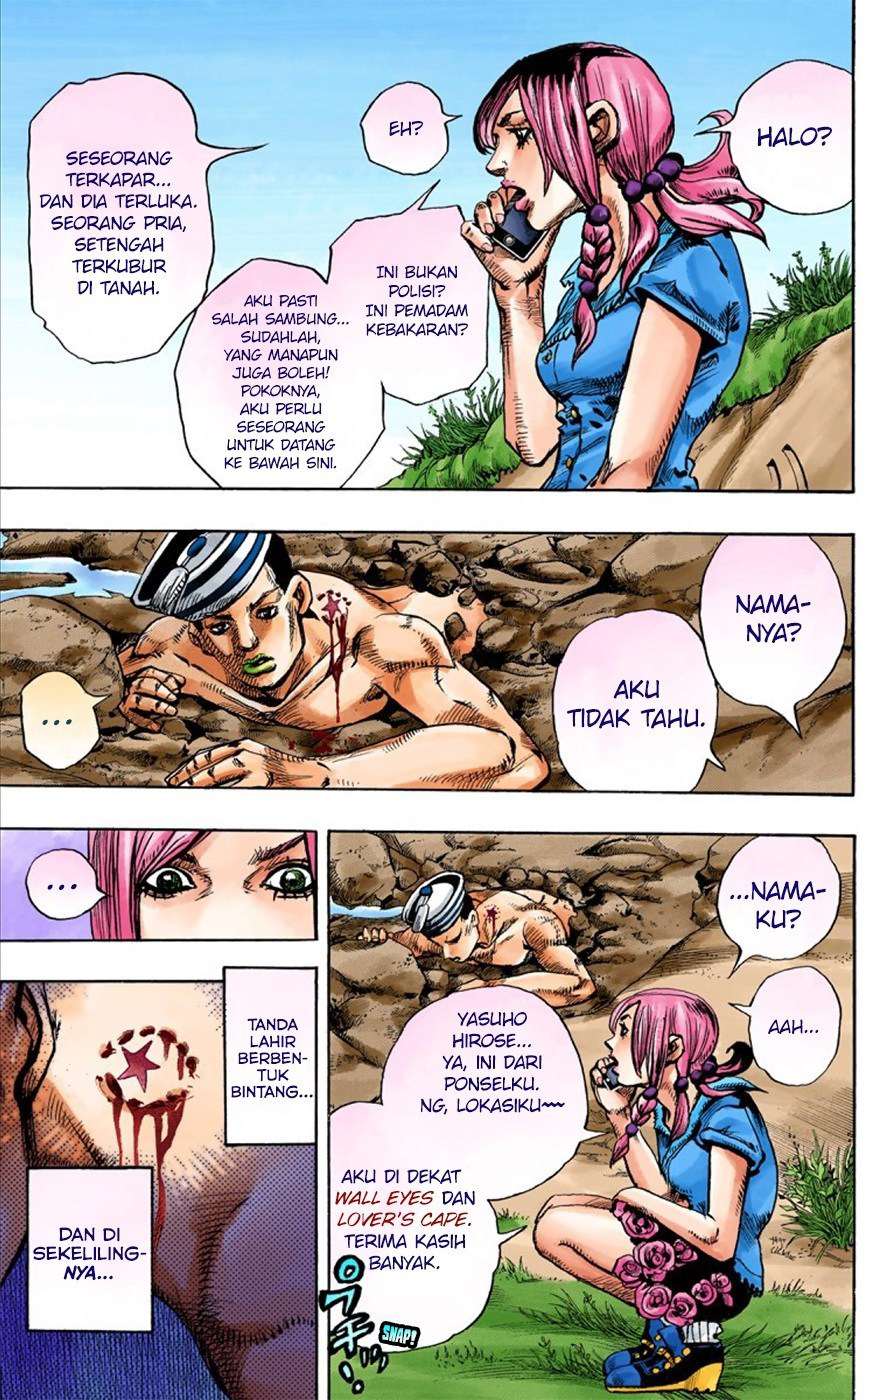 HALO?
EH?
INI BUKAN
POLISI?
INI PEMADAM
KEBAKARAN?
AKU PASTI
SALAH SAMBUNG...
SUDAHLAH,
YANG MANAPUN
JUGA BOLEH!
POKOKNYA,
AKU PERLU
SESEORANG
UNTUK DATANG
KE BAWAH SINI.
SESEORANG
TERKAPAR...
DAN DIA TERLUKA.
SEORANG PRIA,
SETENGAH
TERKUBUR
DI TANAH.
NAMA-
NYA?
AKU
TIDAK TAHU.
...
...NAMA-
KU?
AAH...
YASUHO
HIROSE...
YA, INI DARI
PONSELKU.
NG, LOKASIKU~~
AKU DI DEKAT
WALL EYES DAN
LOVER'S CAPE.
TERIMA KASIH
BANYAK.
プチッ!
SNAP!
...
TANDA
LAHIR
BERBEN-
TUK
BINTANG...
DAN DI
SEKELILING-
NYA...